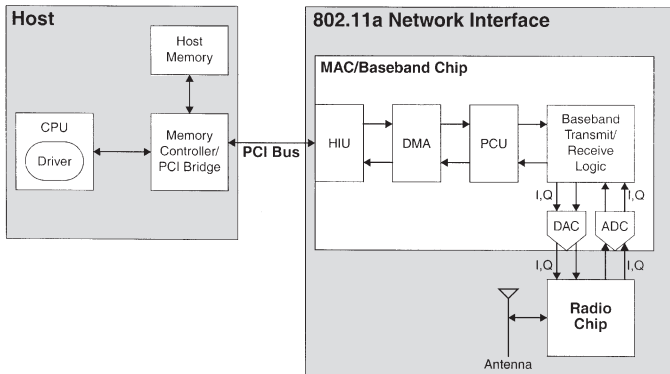 Host
Host
Memory
CPU
Driver
Memory
Controller/
PCI Bridge
PCI Bus
802.11a Network Interface
MAC/Baseband Chip
HIU
DMA
PCU
Baseband
Transmit/
Receive
Logic
I,Q
I,Q
DAC
ADC
I,Q
I,Q
Radio
Chip
Antenna